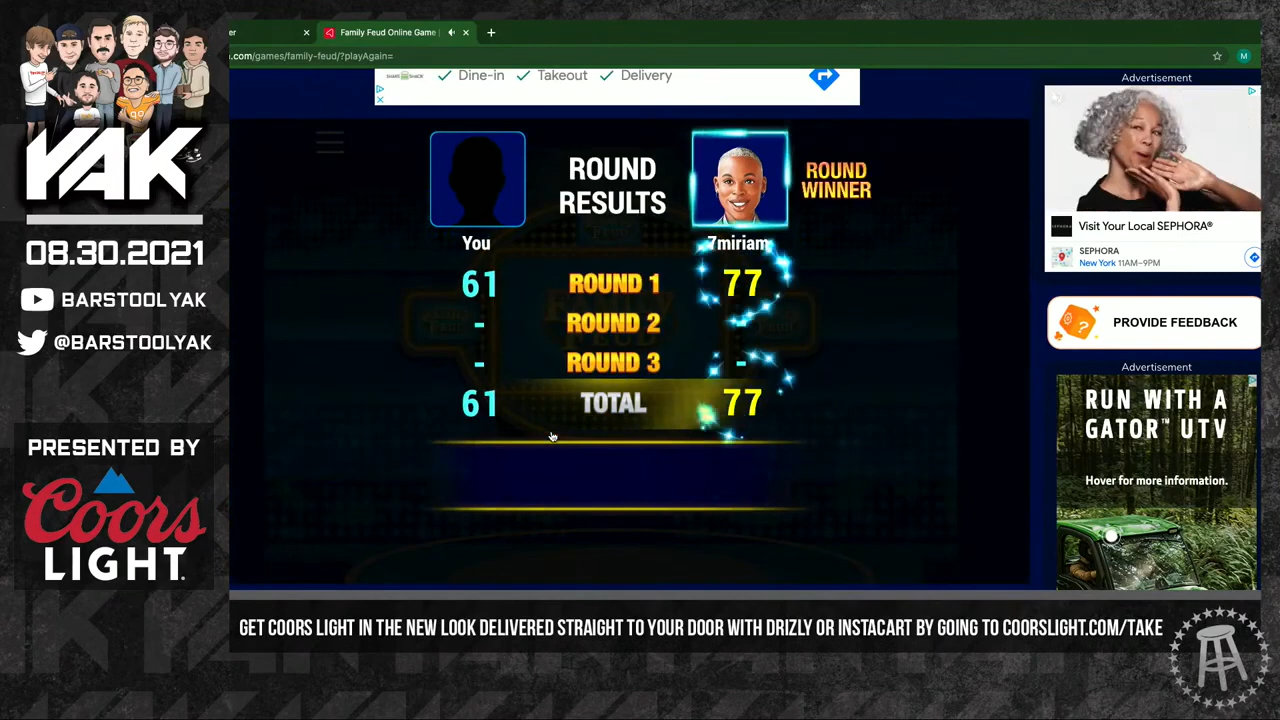 er
Family Feud Online Game |
a.com/games/family-feud/?playAgain=
M
Dine-in
Takeout
Delivery
YAK
08.30.2021
BARSTOOL YAK
@BARSTOOLYAK
PRESENTED BY
Coors
LIGHT
ROUND
RESULTS
ROUND
WINNER
You
7miriam
61 ROUND 1 77
- ROUND 2 -
- ROUND 3 -
61 TOTAL 77
Advertisement
Visit Your Local SEPHORA®
SEPHORA
New York 11AM–9PM
PROVIDE FEEDBACK
Advertisement
RUN WITH A
GATOR™ UTV
Hover for more information.
GET COORS LIGHT IN THE NEW LOOK DELIVERED STRAIGHT TO YOUR DOOR WITH DRIZLY OR INSTACART BY GOING TO COORSLIGHT.COM/TAKE